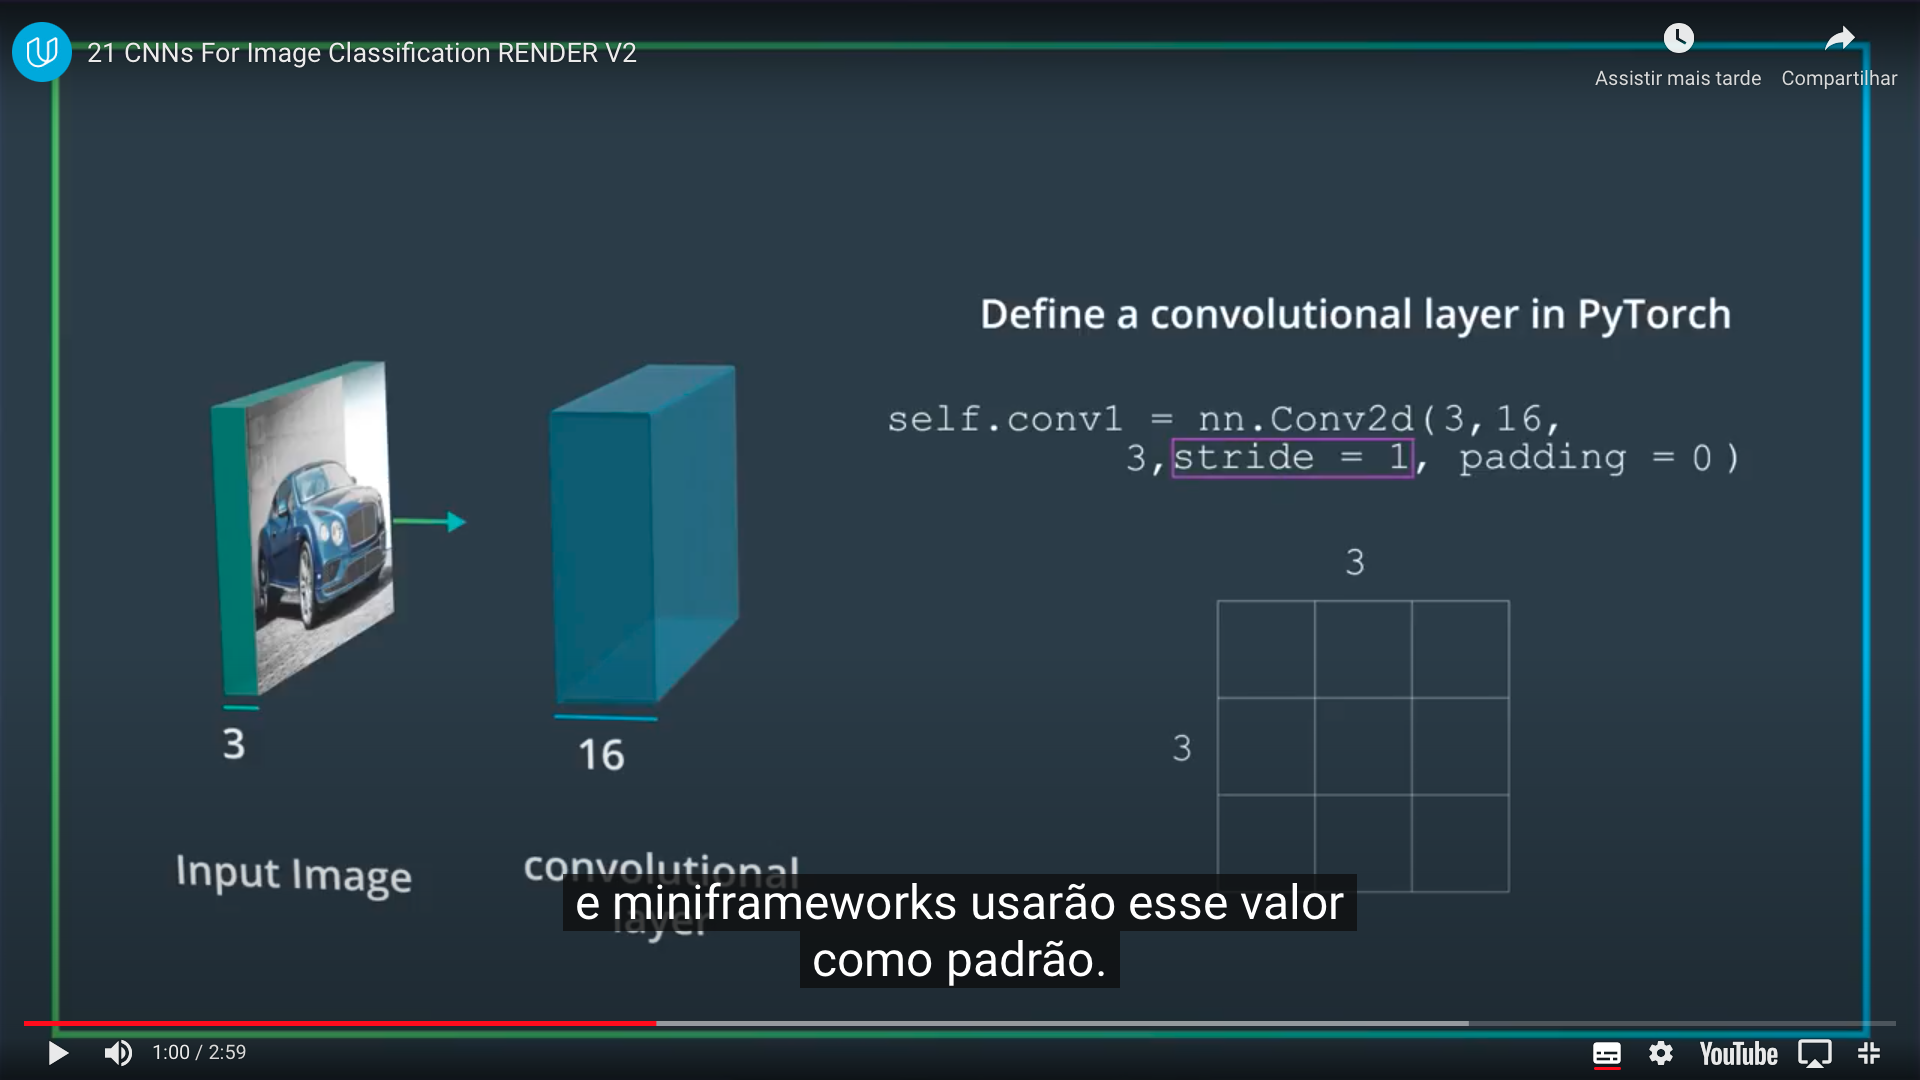 21 CNNs For Image Classification RENDER V2
Assistir mais tarde
Compartilhar
Define a convolutional layer in PyTorch
self.conv1 = nn.Conv2d(3,16,
3,stride = 1, padding = 0)
3
3
3
16
Input Image
convolutional
layer
e miniframeworks usarão esse valor
como padrão.
1:00 / 2:59
YouTube